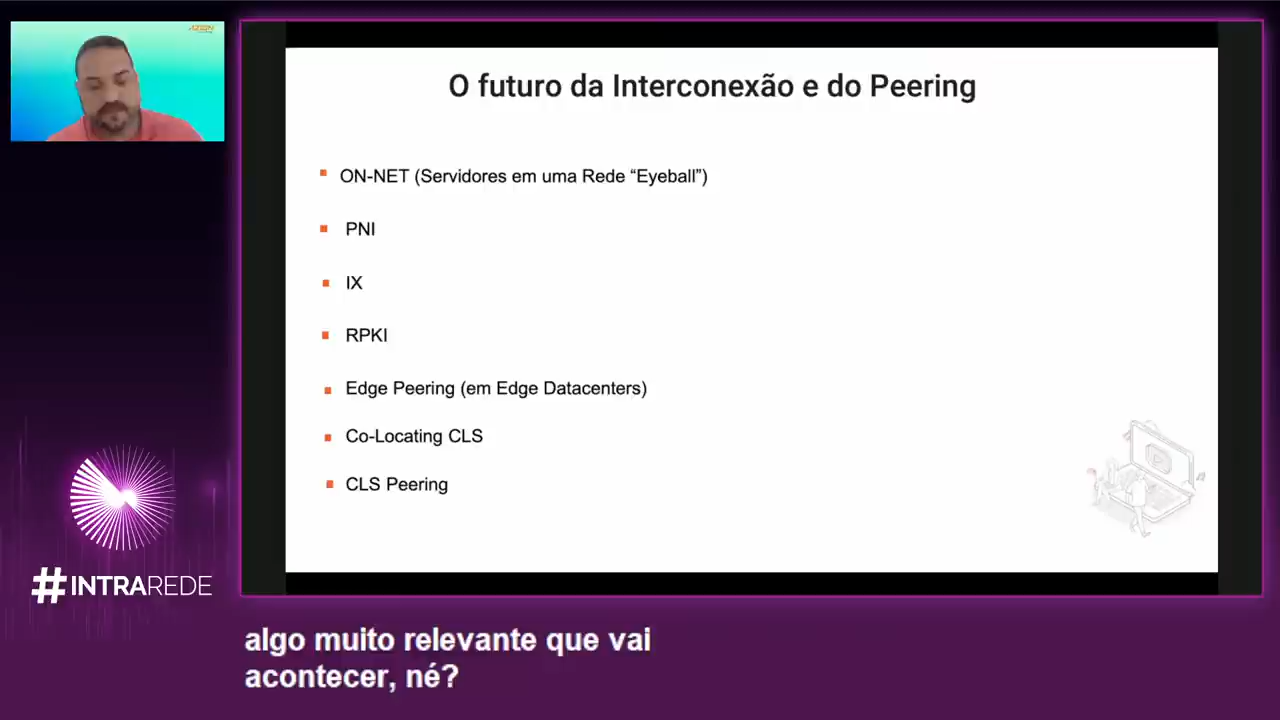 O futuro da Interconexão e do Peering
ON-NET (Servidores em uma Rede “Eyeball”)
PNI
IX
RPKI
Edge Peering (em Edge Datacenters)
Co-Locating CLS
CLS Peering
#INTRAREDE
algo muito relevante que vai
acontecer, né?